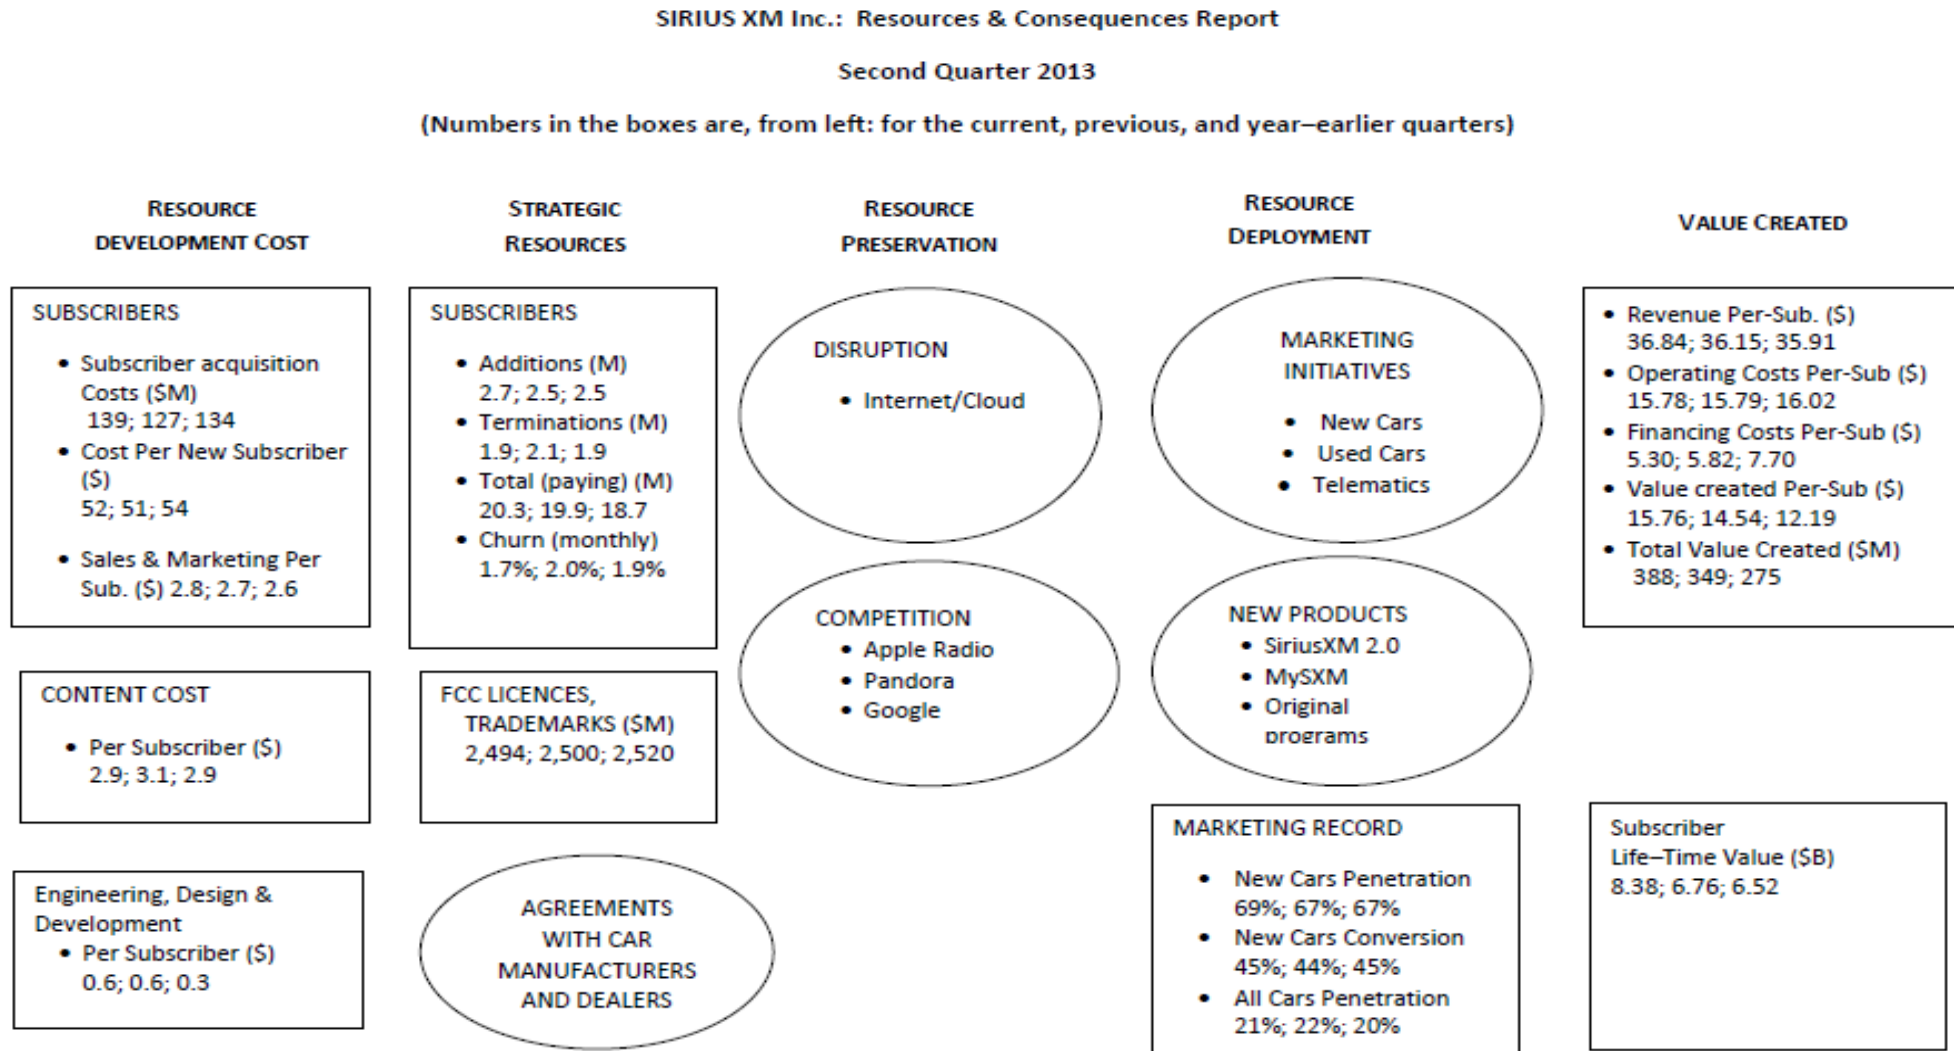 SIRIUS XM Inc.: Resources & Consequences Report
Second Quarter 2013
(Numbers in the boxes are, from left: for the current, previous, and year–earlier quarters)
RESOURCE
DEVELOPMENT COST
SUBSCRIBERS
• Subscriber acquisition
Costs ($M)
139; 127; 134
• Cost Per New Subscriber
($)
52; 51; 54
• Sales & Marketing Per
Sub. ($) 2.8; 2.7; 2.6
CONTENT COST
• Per Subscriber ($)
2.9; 3.1; 2.9
Engineering, Design &
Development
• Per Subscriber ($)
0.6; 0.6; 0.3
STRATEGIC
RESOURCES
SUBSCRIBERS
• Additions (M)
2.7; 2.5; 2.5
• Terminations (M)
1.9; 2.1; 1.9
• Total (paying) (M)
20.3; 19.9; 18.7
• Churn (monthly)
1.7%; 2.0%; 1.9%
FCC LICENCES,
TRADEMARKS ($M)
2,494; 2,500; 2,520
AGREEMENTS
WITH CAR
MANUFACTURERS
AND DEALERS
RESOURCE
PRESERVATION
DISRUPTION
• Internet/Cloud
COMPETITION
• Apple Radio
• Pandora
• Google
RESOURCE
DEPLOYMENT
MARKETING
INITIATIVES
• New Cars
• Used Cars
• Telematics
NEW PRODUCTS
• SiriusXM 2.0
• MySXM
• Original
programs
MARKETING RECORD
• New Cars Penetration
69%; 67%; 67%
• New Cars Conversion
45%; 44%; 45%
• All Cars Penetration
21%; 22%; 20%
VALUE CREATED
• Revenue Per-Sub. ($)
36.84; 36.15; 35.91
• Operating Costs Per-Sub ($)
15.78; 15.79; 16.02
• Financing Costs Per-Sub ($)
5.30; 5.82; 7.70
• Value created Per-Sub ($)
15.76; 14.54; 12.19
• Total Value Created ($M)
388; 349; 275
Subscriber
Life–Time Value ($B)
8.38; 6.76; 6.52